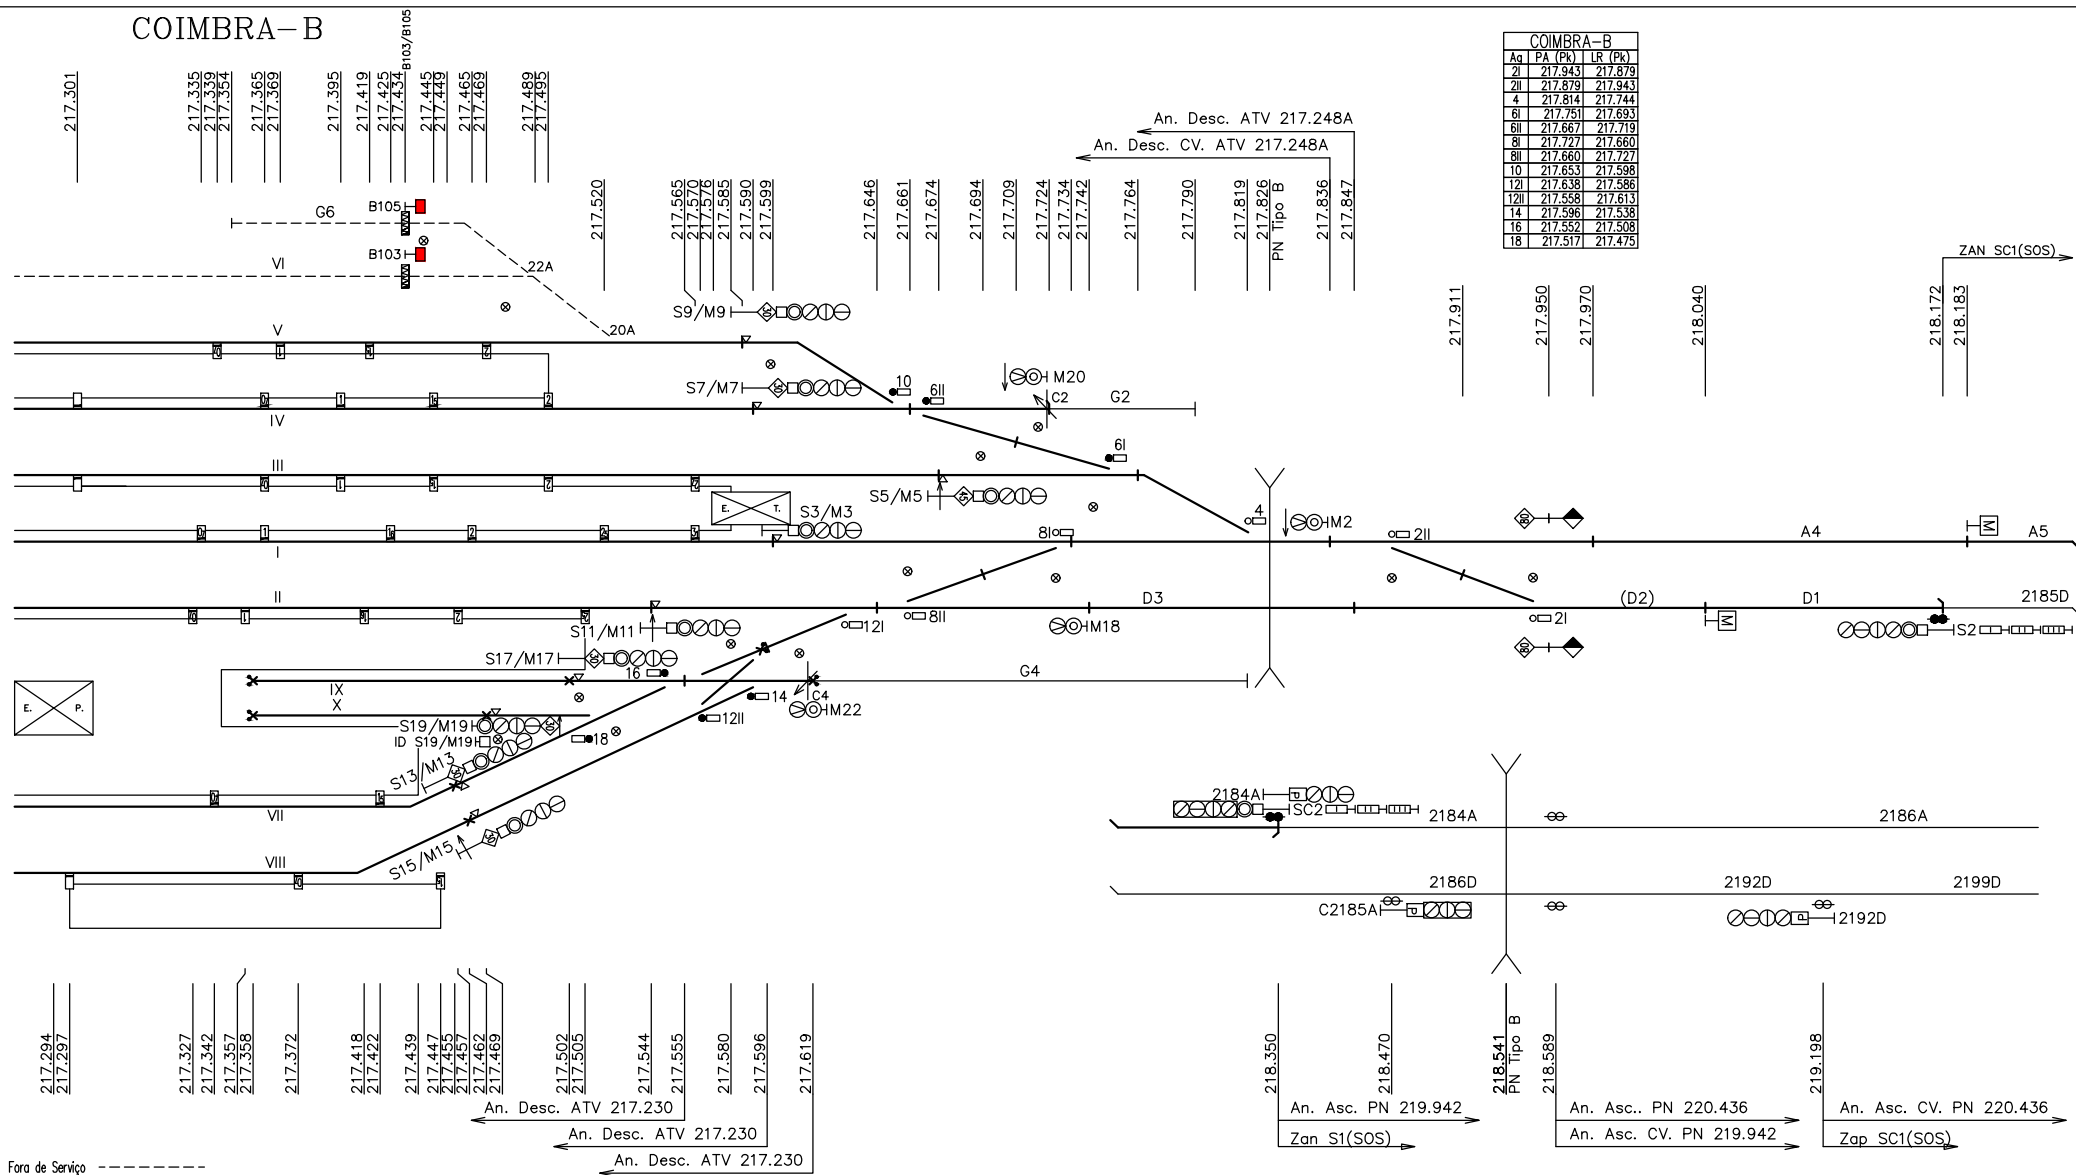 COIMBRA-B
B103/B105
217.301
217.335
217.339
217.354
217.365
217.369
217.395
217.419
217.425
217.434
217.445
217.449
217.465
217.469
217.489
217.495
COIMBRA-B
Ag PA (Pk) LR (Pk)
2I 217.943 217.879
2II 217.879 217.943
4 217.814 217.744
6I 217.751 217.693
6II 217.667 217.719
8I 217.727 217.660
8II 217.660 217.727
10 217.653 217.598
12I 217.638 217.586
12II 217.558 217.613
14 217.596 217.538
16 217.552 217.508
18 217.517 217.475
An. Desc. ATV 217.248A
An. Desc. CV. ATV 217.248A
217.520
217.565
217.570
217.576
217.585
217.590
217.599
217.646
217.661
217.674
217.694
217.709
217.724
217.734
217.742
217.764
217.790
217.819
217.826
PN Tipo B
217.836
217.847
ZAN SC1(SOS)
217.911
217.950
217.970
218.040
218.172
218.183
G6
B105
VI
B103
22A
V
20A
S9/M9 30
S7/M7
10
6II
M20
C2
G2
IV
6I
III
S5/M5 45
E. T.
S3/M3
8I
4
M2
2II
80
M
A4
A5
I
II
D3
(D2)
D1
2185D
S11/M11
12I
8II
M18
2I
80
M
S2
S17/M17 30
16
G4
IX
X
14
C4
M22
12II
E. P.
S19/M19 30
ID S19/M19
18
S13/M13
VII
S15/M15 30
VIII
2184A P
SC2
2184A
2186A
2186D
2192D
2199D
C2185A P
P 2192D
217.294
217.297
217.327
217.342
217.357
217.358
217.372
217.418
217.422
217.439
217.447
217.455
217.457
217.462
217.469
217.502
217.505
217.544
217.555
217.580
217.596
217.619
218.350
218.470
218.541
PN Tipo B
218.589
219.198
An. Desc. ATV 217.230
An. Desc. ATV 217.230
An. Desc. ATV 217.230
An. Asc. PN 219.942
Zan S1(SOS)
An. Asc.. PN 220.436
An. Asc. CV. PN 219.942
An. Asc. CV. PN 220.436
Zap SC1(SOS)
Fora de Serviço